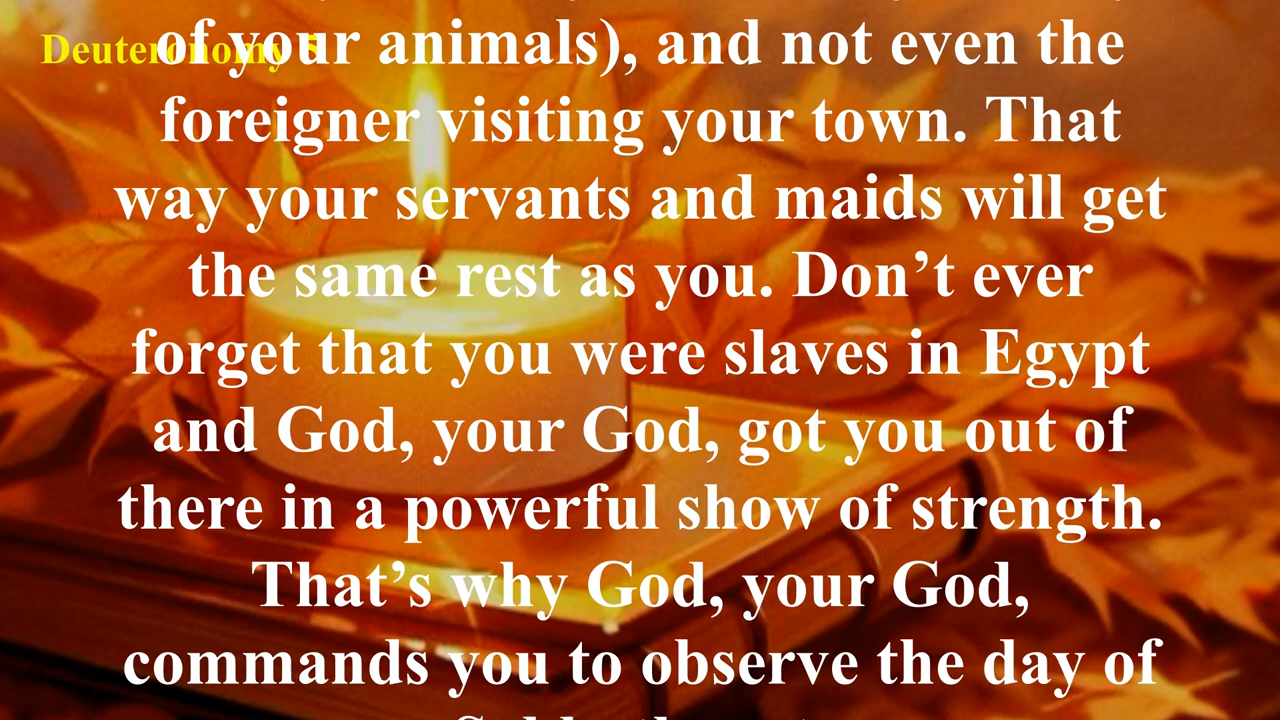 Deuteronomy 5
of your animals), and not even the
foreigner visiting your town. That
way your servants and maids will get
the same rest as you. Don’t ever
forget that you were slaves in Egypt
and God, your God, got you out of
there in a powerful show of strength.
That’s why God, your God,
commands you to observe the day of